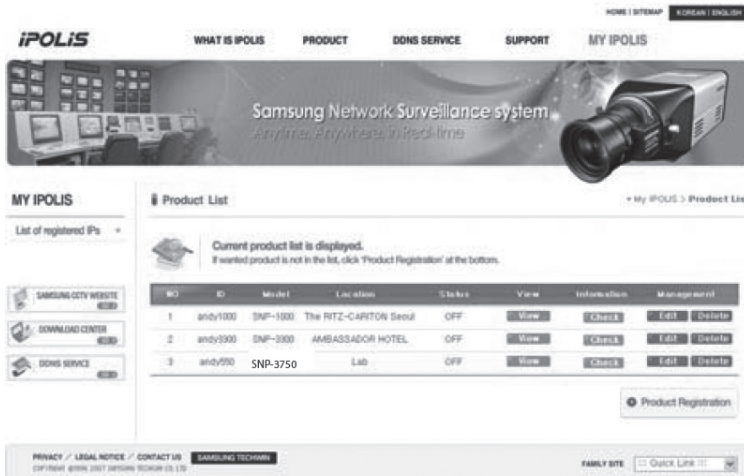 HOME | SITEMAP KOREAN | ENGLISH
iPOLiS WHAT IS IPOLIS PRODUCT DDNS SERVICE SUPPORT MY IPOLIS
Samsung Network Surveillance system
Anytime, Anywhere, in Real-time
MY IPOLIS
List of registered IPs
SAMSUNG CCTV WEBSITE
DOWNLOAD CENTER
DDNS SERVICE
Product List
My IPOLIS > Product Lis
Current product list is displayed.
If wanted product is not in the list, click 'Product Registration' at the bottom.
NO ID Model Location Status View Information Management
1 andy1000 SNP-1000 The RITZ-CARITON Seoul OFF View Check Edit Delete
2 andy3300 SNP-3300 AMBASSADOR HOTEL OFF View Check Edit Delete
3 andy550 SNP-3750 Lab OFF View Check Edit Delete
Product Registration
PRIVACY / LEGAL NOTICE / CONTACT US SAMSUNG TECHWIN
FAMILY SITE ::: Quick Link :::